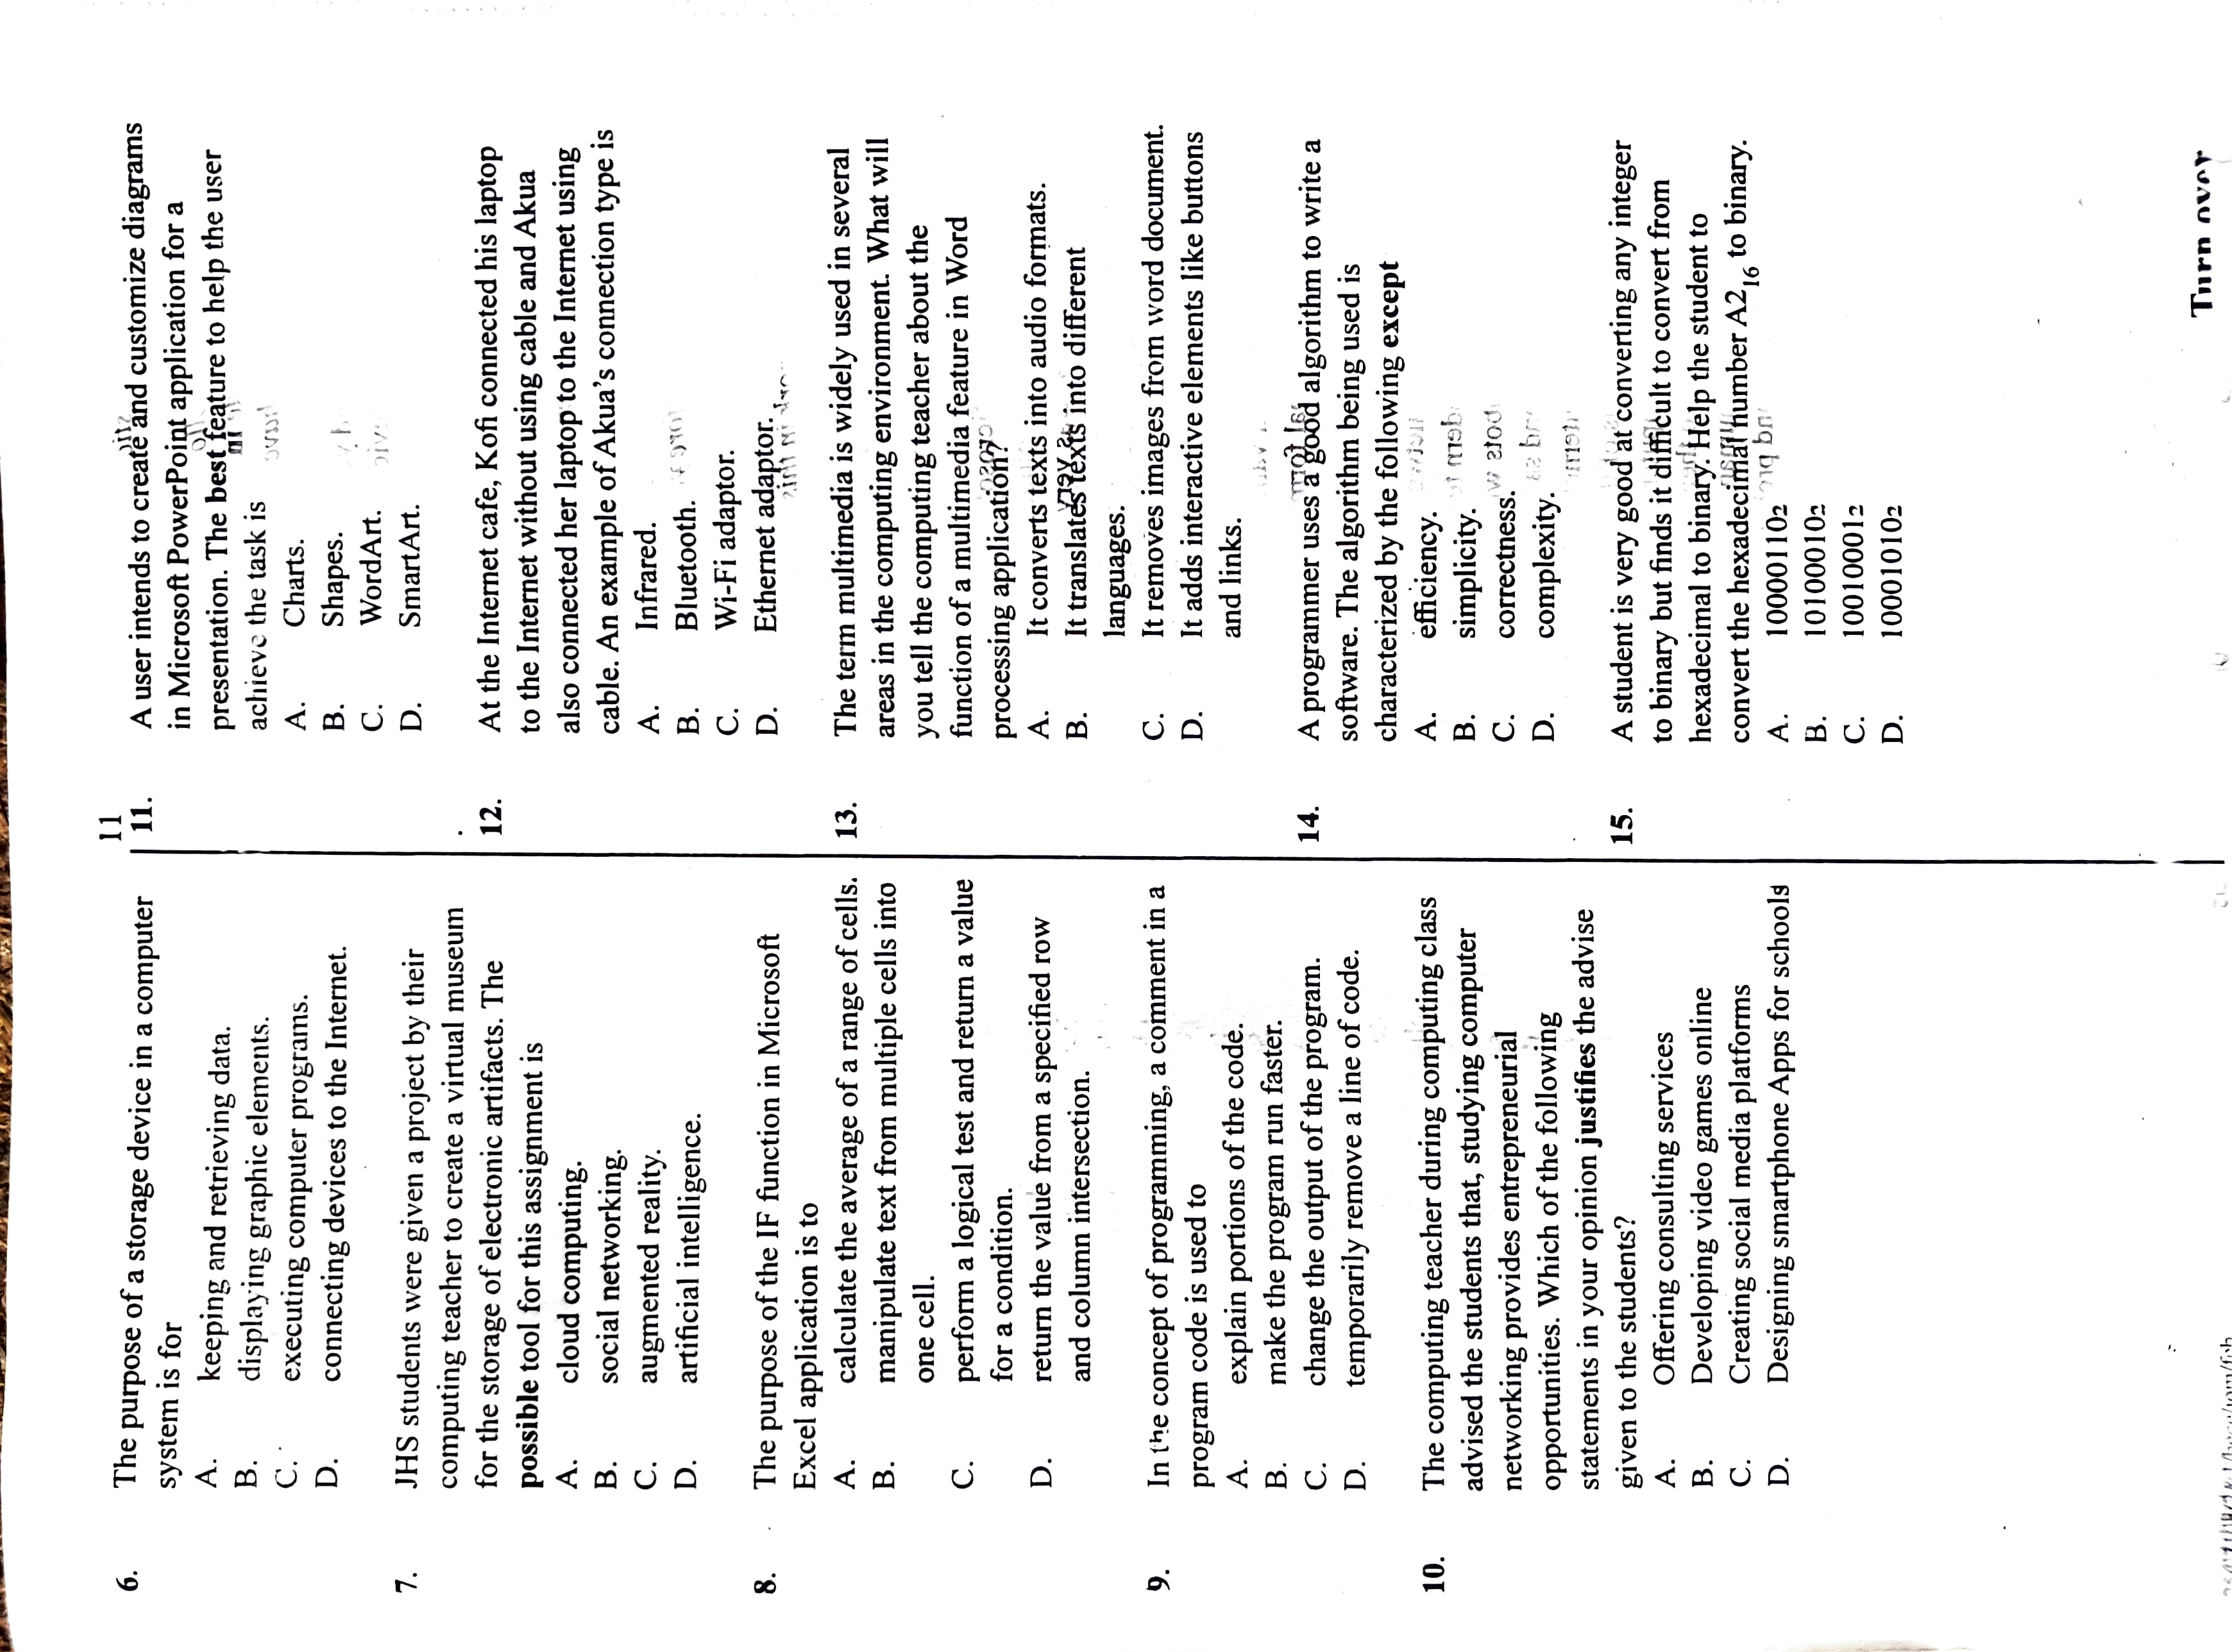 11
6. The purpose of a storage device in a computer
system is for
A. keeping and retrieving data.
B. displaying graphic elements.
C. executing computer programs.
D. connecting devices to the Internet.
7. JHS students were given a project by their
computing teacher to create a virtual museum
for the storage of electronic artifacts. The
possible tool for this assignment is
A. cloud computing.
B. social networking.
C. augmented reality.
D. artificial intelligence.
8. The purpose of the IF function in Microsoft
Excel application is to
A. calculate the average of a range of cells.
B. manipulate text from multiple cells into
one cell.
C. perform a logical test and return a value
for a condition.
D. return the value from a specified row
and column intersection.
9. In the concept of programming, a comment in a
program code is used to
A. explain portions of the code.
B. make the program run faster.
C. change the output of the program.
D. temporarily remove a line of code.
10. The computing teacher during computing class
advised the students that, studying computer
networking provides entrepreneurial
opportunities. Which of the following
statements in your opinion justifies the advise
given to the students?
A. Offering consulting services
B. Developing video games online
C. Creating social media platforms
D. Designing smartphone Apps for schools
11. A user intends to create and customize diagrams
in Microsoft PowerPoint application for a
presentation. The best feature to help the user
achieve the task is
A. Charts.
B. Shapes.
C. WordArt.
D. SmartArt.
12. At the Internet cafe, Kofi connected his laptop
to the Internet without using cable and Akua
also connected her laptop to the Internet using
cable. An example of Akua's connection type is
A. Infrared.
B. Bluetooth.
C. Wi-Fi adaptor.
D. Ethernet adaptor.
13. The term multimedia is widely used in several
areas in the computing environment. What will
you tell the computing teacher about the
function of a multimedia feature in Word
processing application?
A. It converts texts into audio formats.
B. It translates texts into different
languages.
C. It removes images from word document.
D. It adds interactive elements like buttons
and links.
14. A programmer uses a good algorithm to write a
software. The algorithm being used is
characterized by the following except
A. efficiency.
B. simplicity.
C. correctness.
D. complexity.
15. A student is very good at converting any integer
to binary but finds it difficult to convert from
hexadecimal to binary. Help the student to
convert the hexadecimal number A2₁₆ to binary.
A. 10000110₂
B. 10100010₂
C. 10010001₂
D. 10001010₂
Turn over